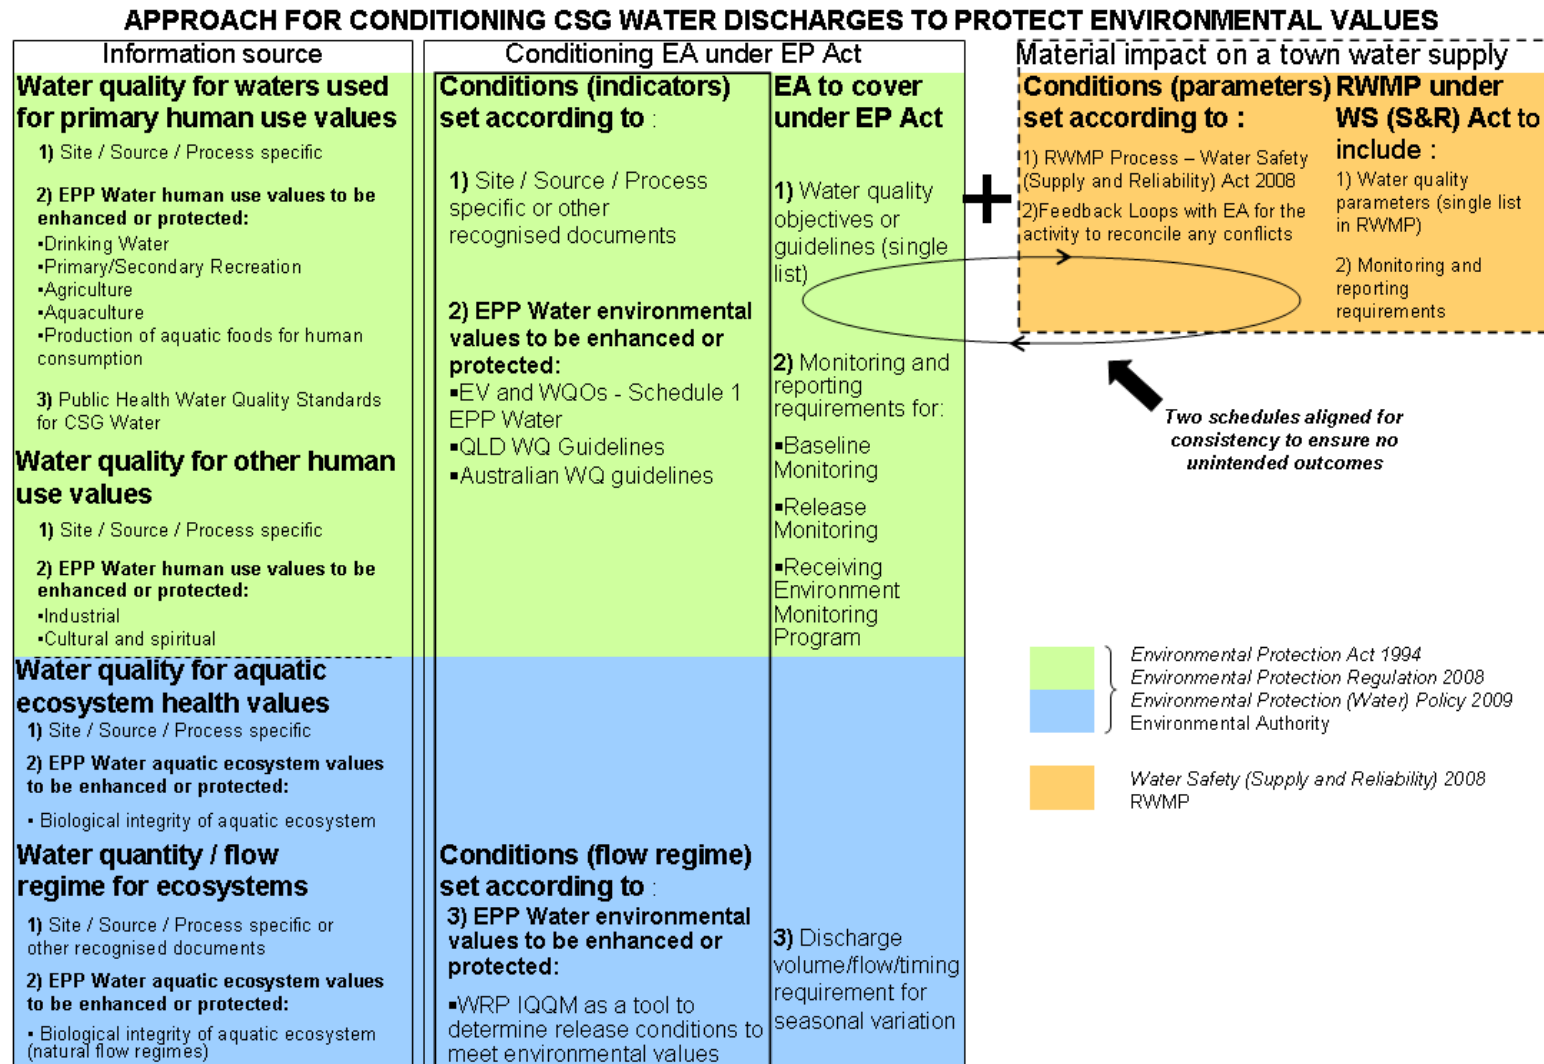 APPROACH FOR CONDITIONING CSG WATER DISCHARGES TO PROTECT ENVIRONMENTAL VALUES
Information source
Water quality for waters used
for primary human use values
1) Site / Source / Process specific
2) EPP Water human use values to be
enhanced or protected:
▪Drinking Water
▪Primary/Secondary Recreation
▪Agriculture
▪Aquaculture
▪Production of aquatic foods for human
consumption
3) Public Health Water Quality Standards
for CSG Water
Water quality for other human
use values
1) Site / Source / Process specific
2) EPP Water human use values to be
enhanced or protected:
▪Industrial
▪Cultural and spiritual
Water quality for aquatic
ecosystem health values
1) Site / Source / Process specific
2) EPP Water aquatic ecosystem values
to be enhanced or protected:
▪ Biological integrity of aquatic ecosystem
Water quantity / flow
regime for ecosystems
1) Site / Source / Process specific or
other recognised documents
2) EPP Water aquatic ecosystem values
to be enhanced or protected:
▪ Biological integrity of aquatic ecosystem
(natural flow regimes)
Conditioning EA under EP Act
Conditions (indicators)
set according to :
1) Site / Source / Process
specific or other
recognised documents
2) EPP Water environmental
values to be enhanced or
protected:
▪EV and WQOs - Schedule 1
EPP Water
▪QLD WQ Guidelines
▪Australian WQ guidelines
Conditions (flow regime)
set according to :
3) EPP Water environmental
values to be enhanced or
protected:
▪WRP IQQM as a tool to
determine release conditions to
meet environmental values
EA to cover
under EP Act
1) Water quality
objectives or
guidelines (single
list)
2) Monitoring and
reporting
requirements for:
▪Baseline
Monitoring
▪Release
Monitoring
▪Receiving
Environment
Monitoring
Program
3) Discharge
volume/flow/timing
requirement for
seasonal variation
+
Material impact on a town water supply
Conditions (parameters)
set according to :
1) RWMP Process – Water Safety
(Supply and Reliability) Act 2008
2)Feedback Loops with EA for the
activity to reconcile any conflicts
RWMP under
WS (S&R) Act to
include :
1) Water quality
parameters (single list
in RWMP)
2) Monitoring and
reporting
requirements
Two schedules aligned for
consistency to ensure no
unintended outcomes
Environmental Protection Act 1994
Environmental Protection Regulation 2008
Environmental Protection (Water) Policy 2009
Environmental Authority
Water Safety (Supply and Reliability) 2008
RWMP